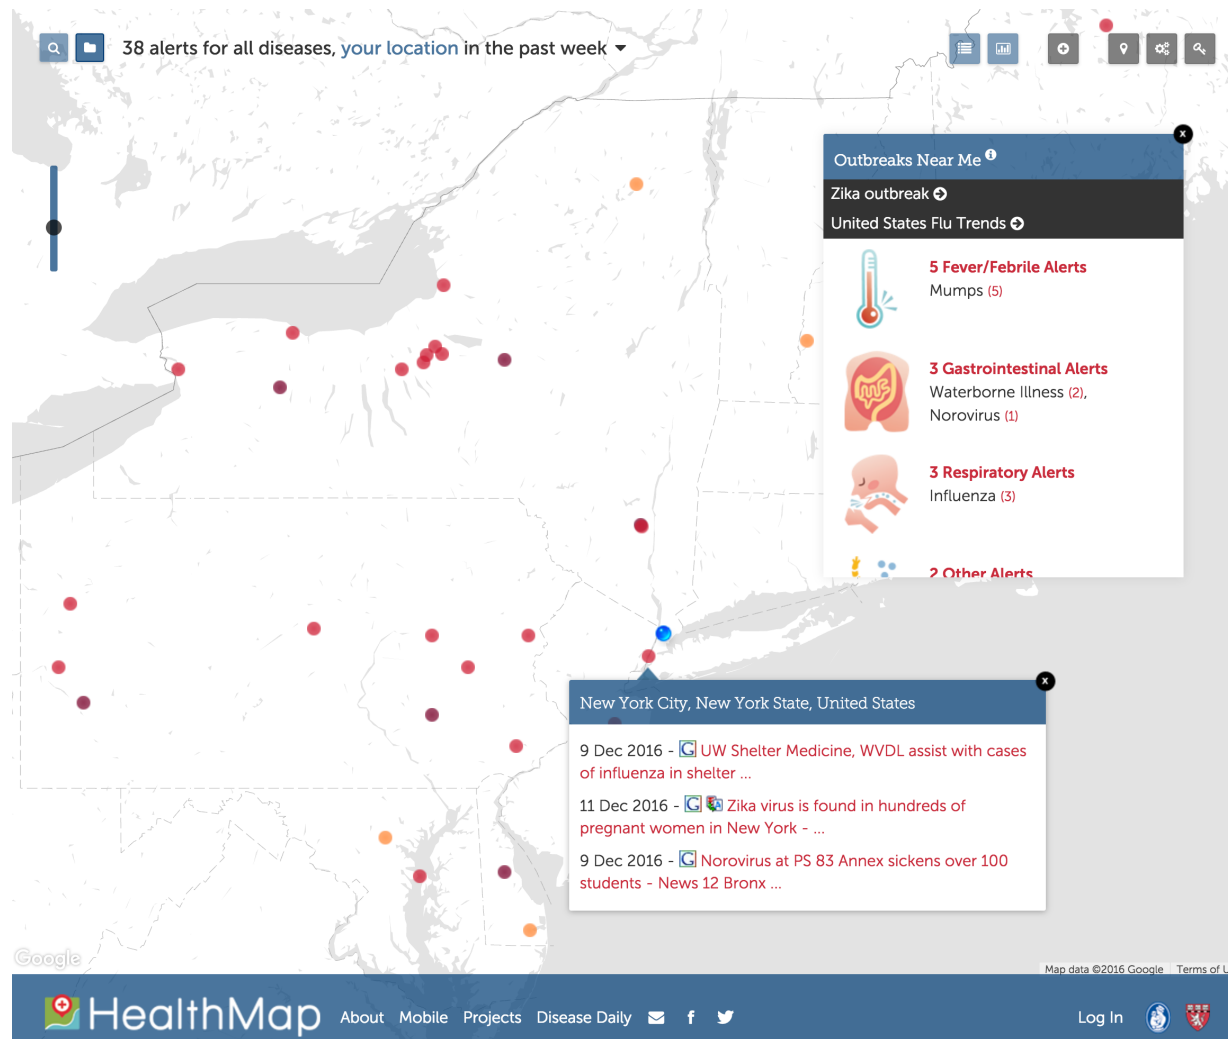 38 alerts for all diseases, your location in the past week
Outbreaks Near Me
Zika outbreak
United States Flu Trends
5 Fever/Febrile Alerts
Mumps (5)
3 Gastrointestinal Alerts
Waterborne Illness (2),
Norovirus (1)
3 Respiratory Alerts
Influenza (3)
2 Other Alerts
New York City, New York State, United States
9 Dec 2016 - G UW Shelter Medicine, WVDL assist with cases
of influenza in shelter ...
11 Dec 2016 - G Zika virus is found in hundreds of
pregnant women in New York - ...
9 Dec 2016 - G Norovirus at PS 83 Annex sickens over 100
students - News 12 Bronx ...
Google
Map data ©2016 Google Terms of U
HealthMap About Mobile Projects Disease Daily Log In